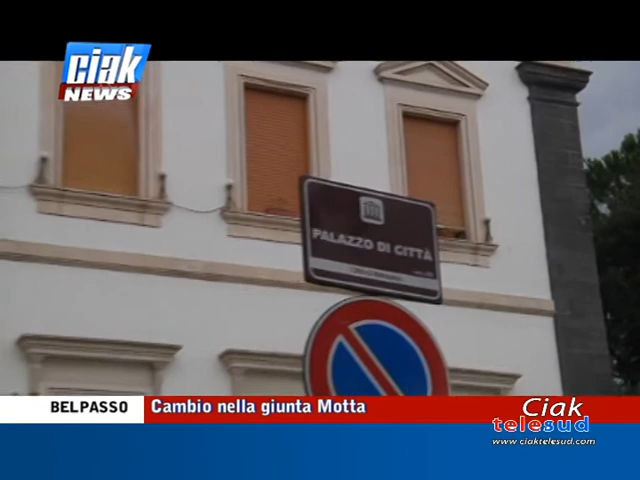 ciak
NEWS
PALAZZO DI CITTÀ
BELPASSO
Cambio nella giunta Motta
Ciak
telesud
www.ciaktelesud.com